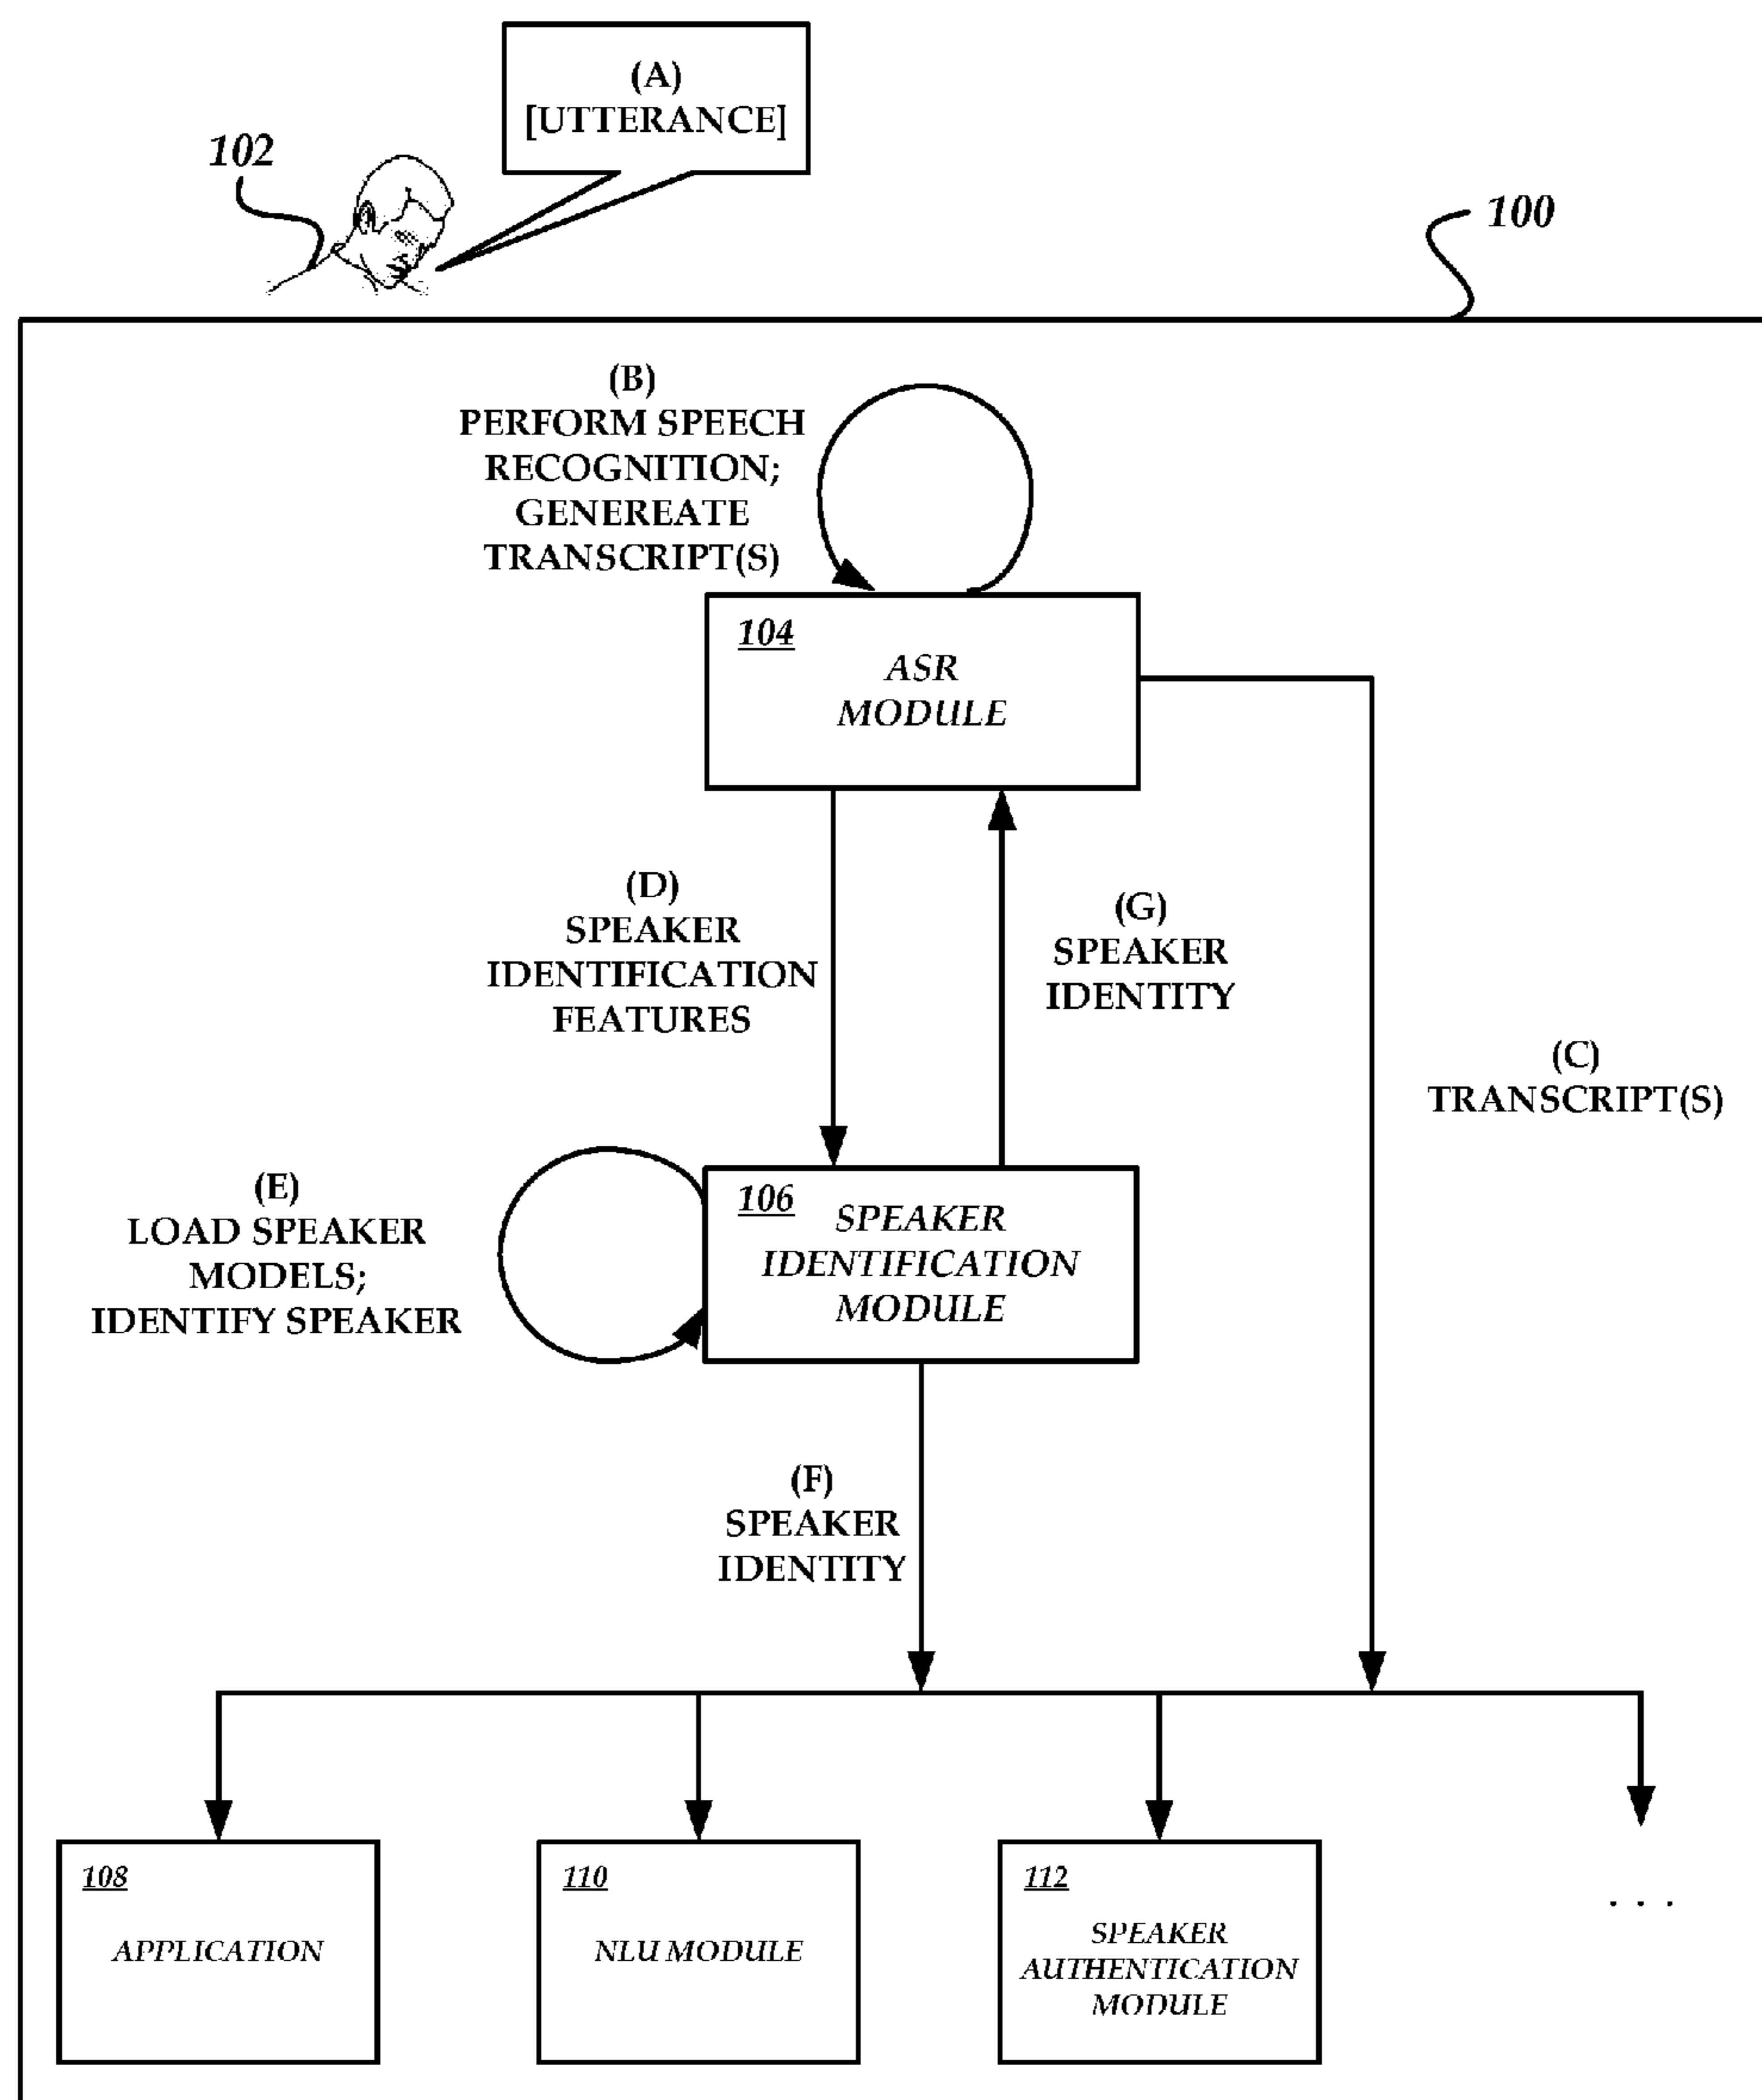 (A)
[UTTERANCE]
102
100
(B)
PERFORM SPEECH
RECOGNITION;
GENEREATE
TRANSCRIPT(S)
104
ASR
MODULE
(D)
SPEAKER
IDENTIFICATION
FEATURES
(G)
SPEAKER
IDENTITY
(C)
TRANSCRIPT(S)
(E)
LOAD SPEAKER
MODELS;
IDENTIFY SPEAKER
106
SPEAKER
IDENTIFICATION
MODULE
(F)
SPEAKER
IDENTITY
108
APPLICATION
110
NLU MODULE
112
SPEAKER
AUTHENTICATION
MODULE
. . .